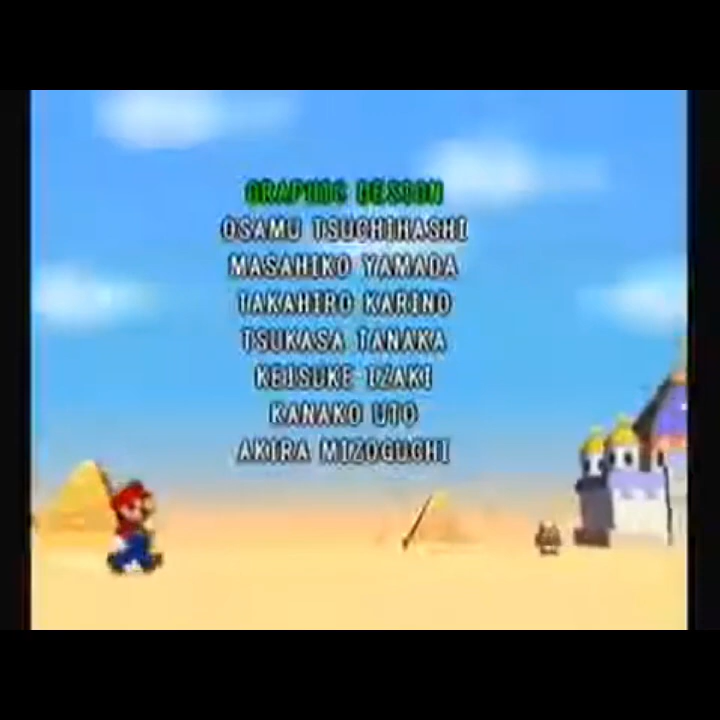 GRAPHIC DESIGN
OSAMU TSUCHIHASHI
MASAHIKO YAMADA
TAKAHIRO KARINO
TSUKASA TANAKA
KEISUKE IZAKI
KANAKO UTO
AKIRA MIZOGUCHI